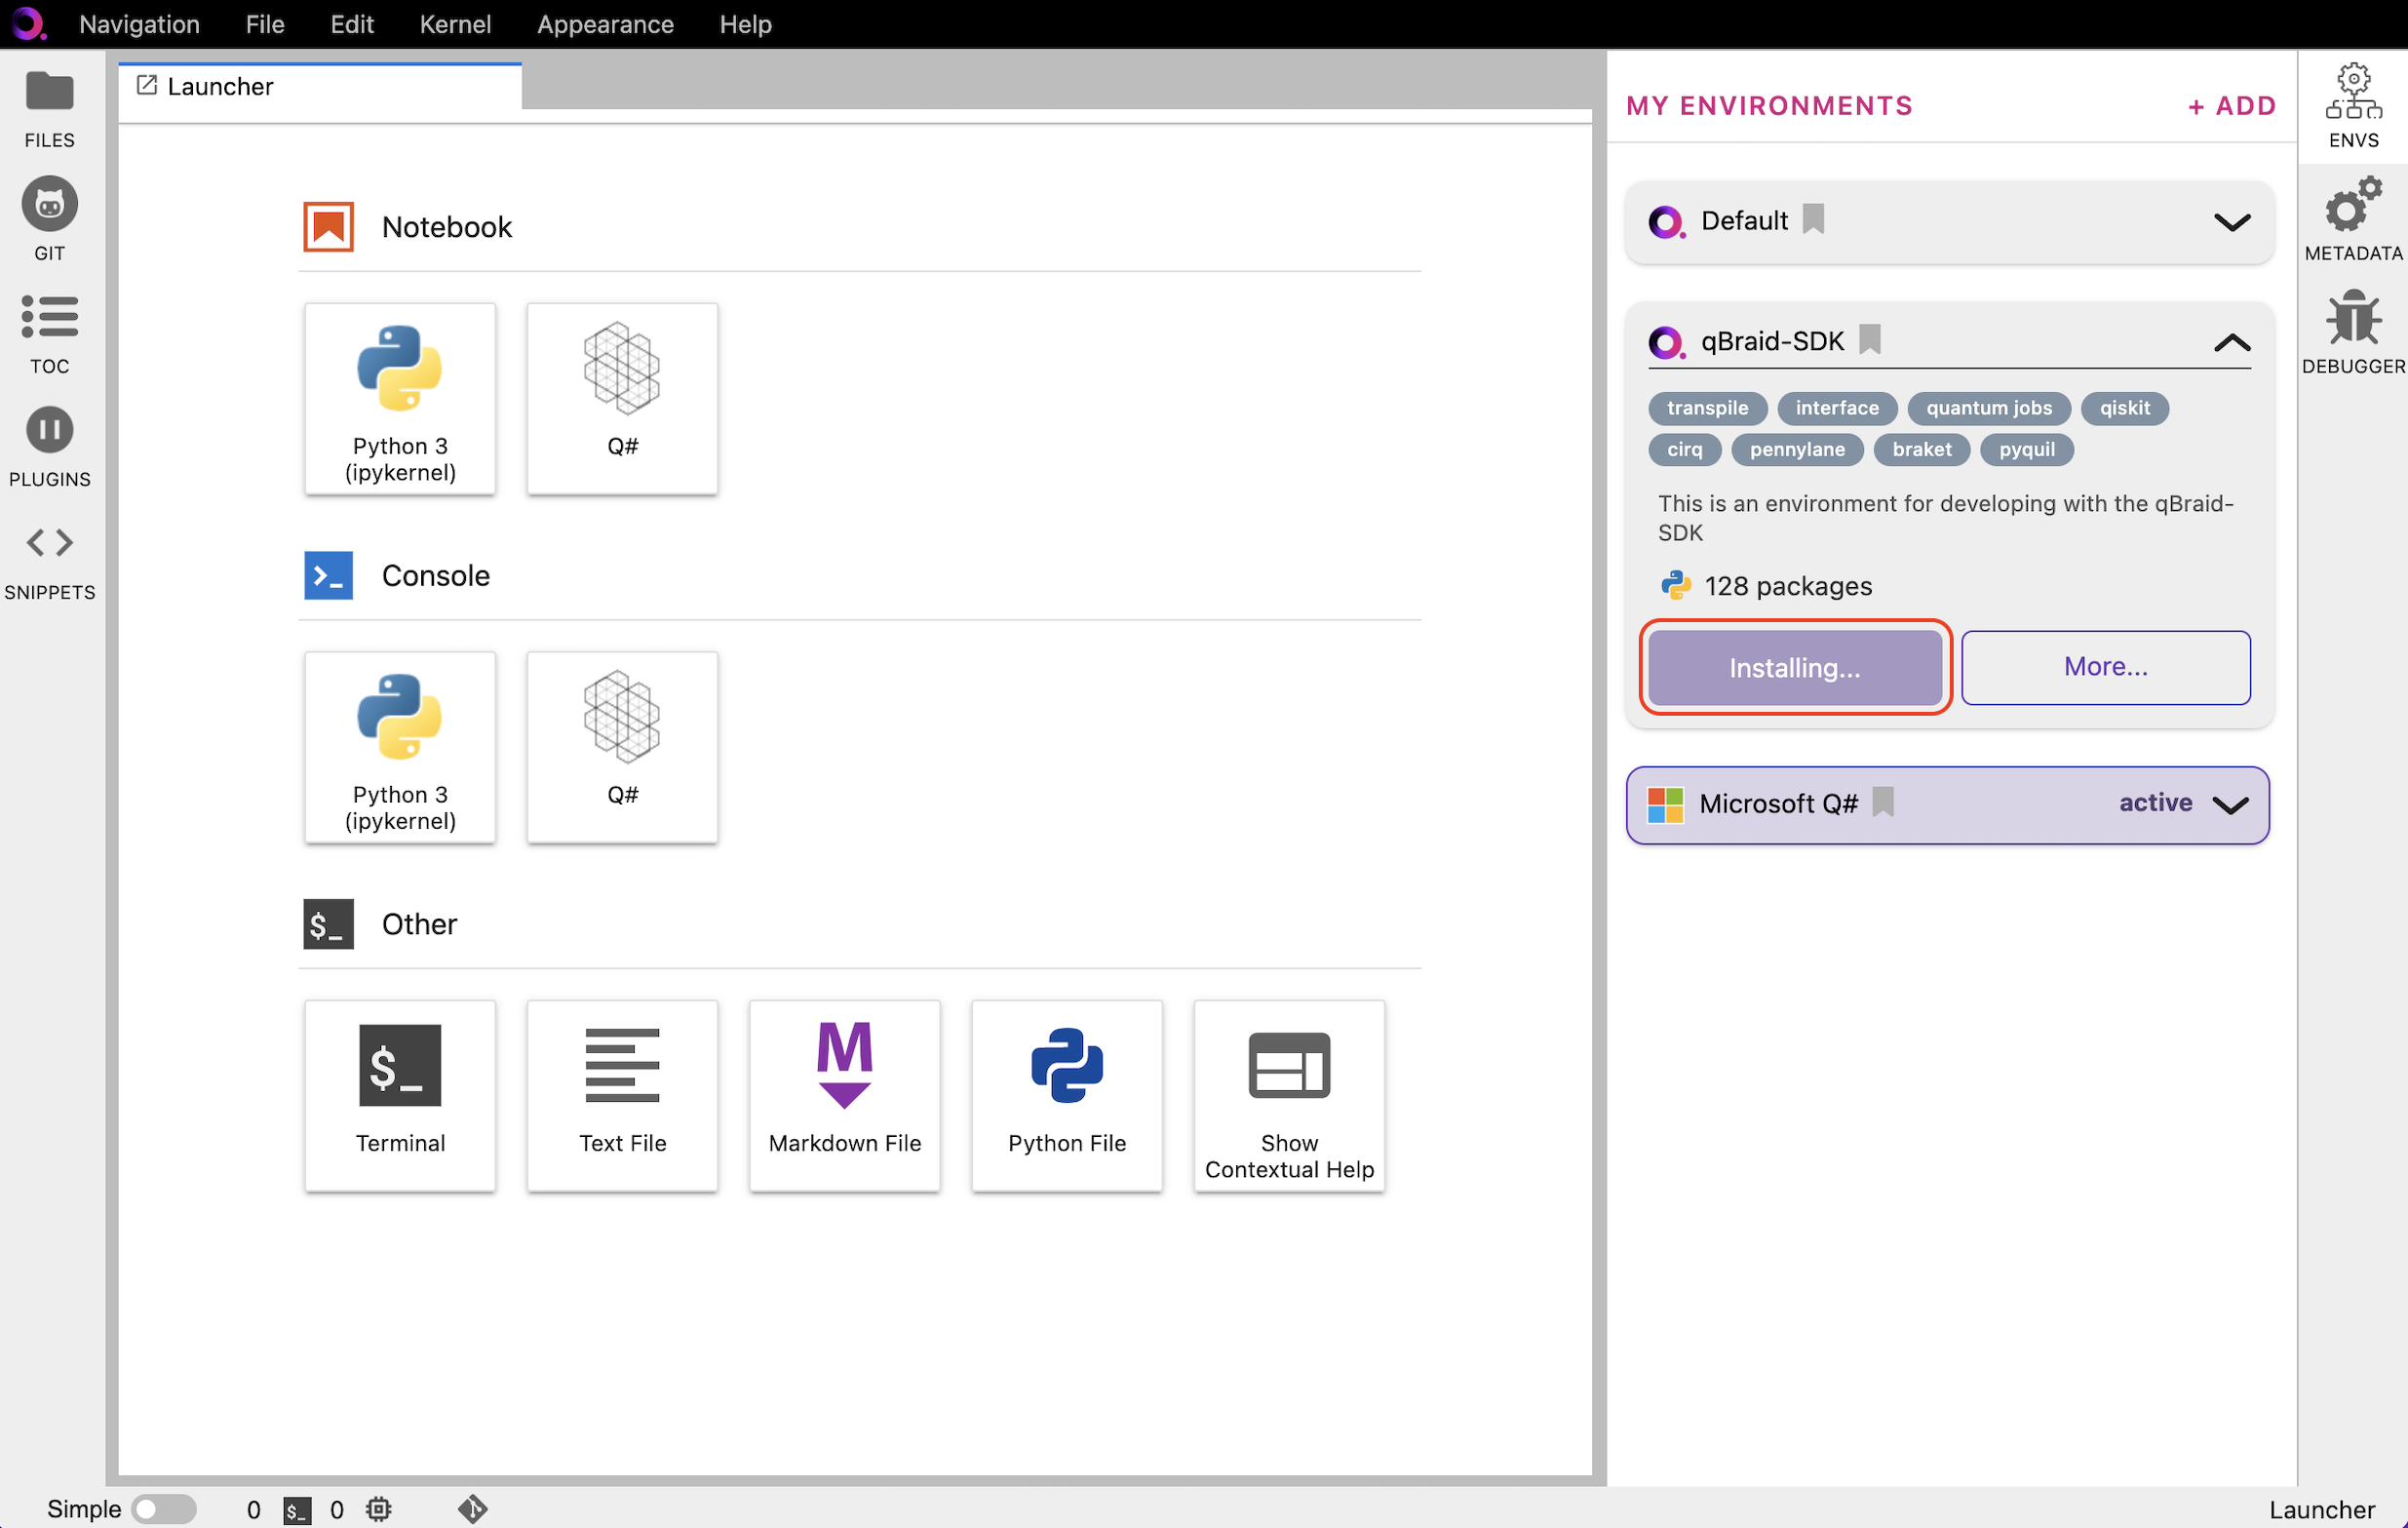 Navigation File Edit Kernel Appearance Help
FILES
GIT
TOC
PLUGINS
SNIPPETS
Launcher
Notebook
Python 3
(ipykernel)
Q#
Console
>_
Python 3
(ipykernel)
Q#
$_ Other
$_
Terminal
Text File
M
Markdown File
Python File
Show
Contextual Help
MY ENVIRONMENTS + ADD
Default
qBraid-SDK
transpile interface quantum jobs qiskit
cirq pennylane braket pyquil
This is an environment for developing with the qBraid-
SDK
128 packages
Installing... More...
Microsoft Q# active
ENVS
METADATA
DEBUGGER
Simple 0 $_ 0 Launcher